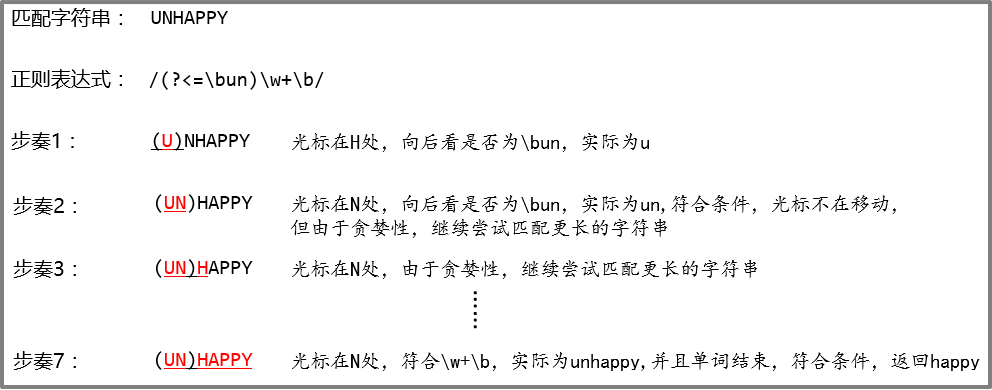 匹配字符串： UNHAPPY
正则表达式： /(?<=\bun)\w+\b/
步奏1： (U)NHAPPY 光标在H处，向后看是否为\bun，实际为u
步奏2： (UN)HAPPY 光标在N处，向后看是否为\bun，实际为un,符合条件，光标不在移动，
但由于贪婪性，继续尝试匹配更长的字符串
步奏3： (UN)HAPPY 光标在N处，由于贪婪性，继续尝试匹配更长的字符串
步奏7： (UN)HAPPY 光标在N处，符合\w+\b，实际为unhappy,并且单词结束，符合条件，返回happy